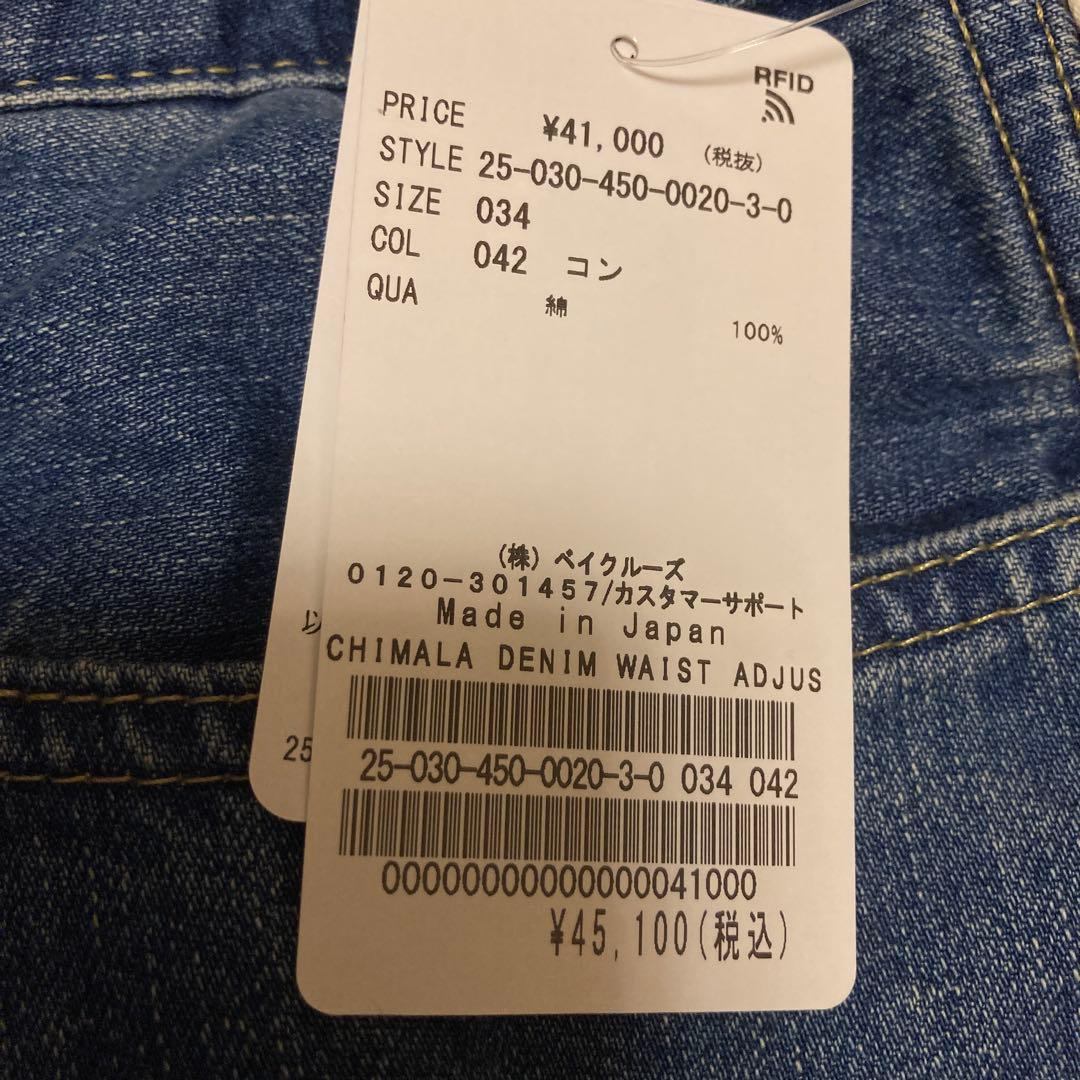 RFID
PRICE ¥41,000 (税抜)
STYLE 25-030-450-0020-3-0
SIZE 034
COL 042 コン
QUA 綿 100%
(株) ベイクルーズ
0120-301457/カスタマーサポート
Made in Japan
CHIMALA DENIM WAIST ADJUS
25-030-450-0020-3-0 034 042
00000000000000041000
¥45,100(税込)
以
25